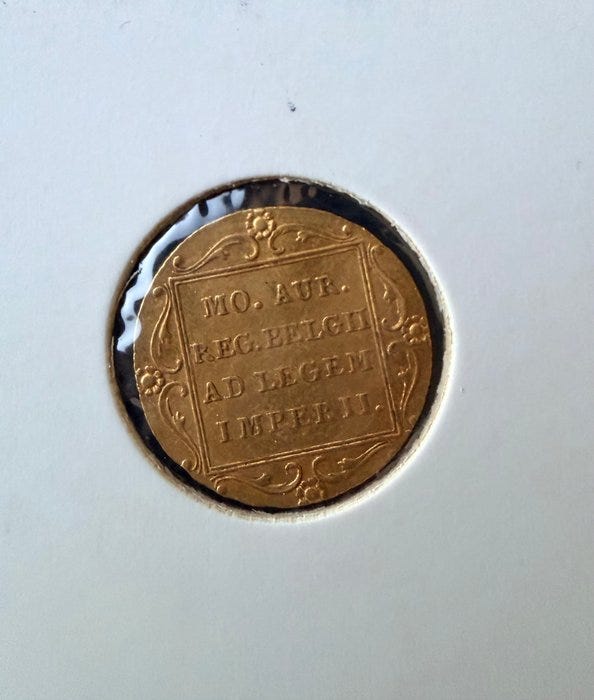 MO. AUR.
REG. BELGII
AD LEGEM
IMPERII.